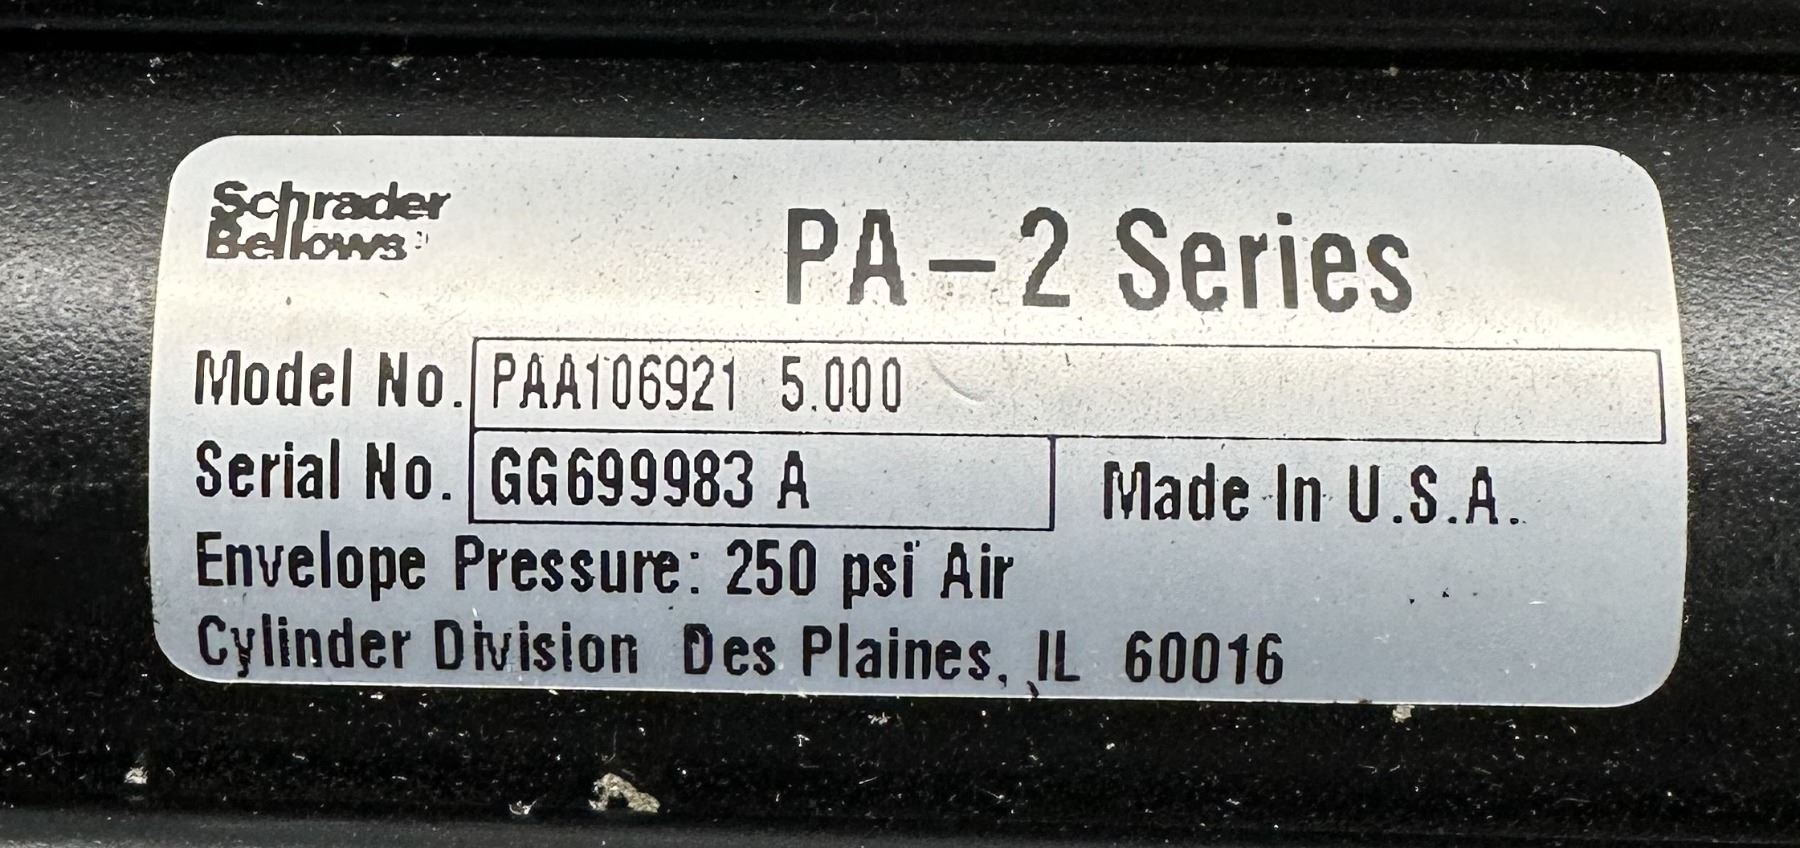 Schrader
Bellows
PA-2 Series
Model No. PAA106921 5.000
Serial No. GG699983 A Made In U.S.A.
Envelope Pressure: 250 psi Air
Cylinder Division Des Plaines, IL 60016